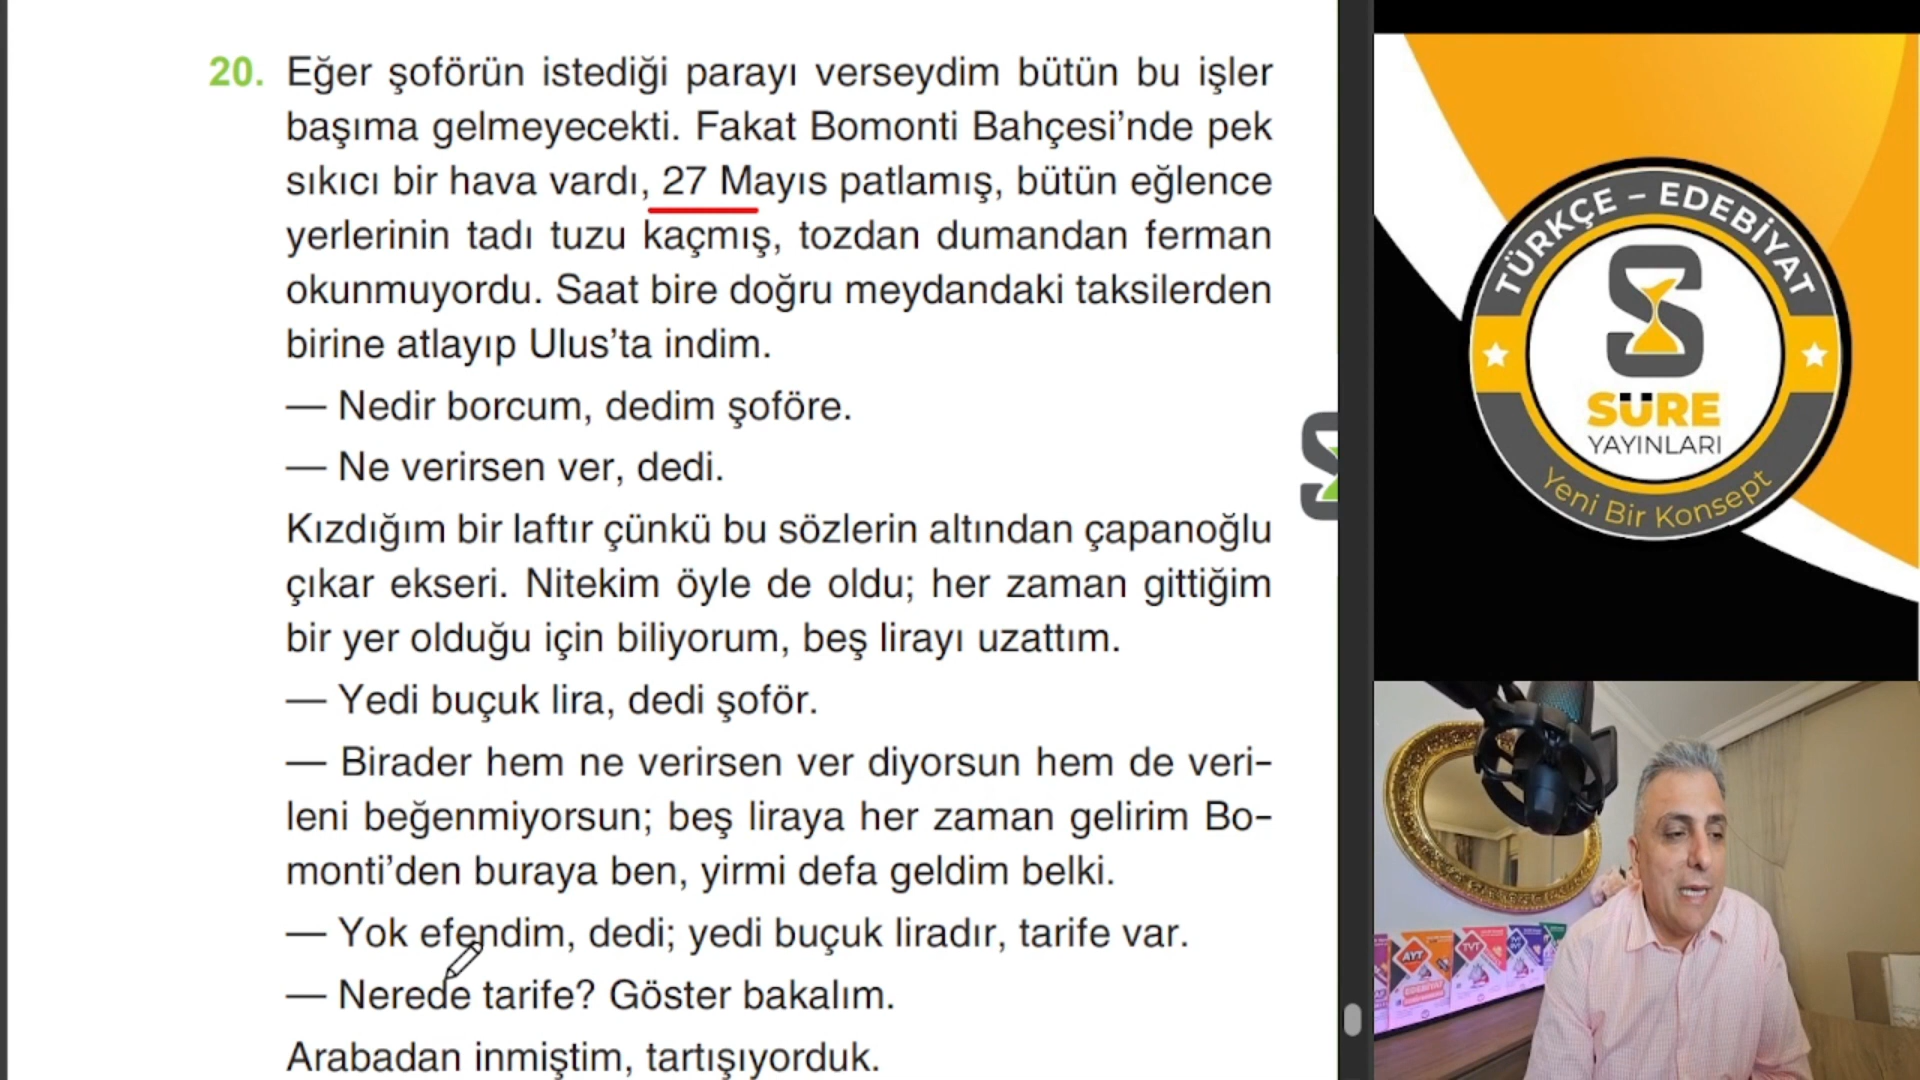 20. Eğer şoförün istediği parayı verseydim bütün bu işler
başıma gelmeyecekti. Fakat Bomonti Bahçesi’nde pek
sıkıcı bir hava vardı, 27 Mayıs patlamış, bütün eğlence
yerlerinin tadı tuzu kaçmış, tozdan dumandan ferman
okunmuyordu. Saat bire doğru meydandaki taksilerden
birine atlayıp Ulus’ta indim.
— Nedir borcum, dedim şoföre.
— Ne verirsen ver, dedi.
Kızdığım bir laftır çünkü bu sözlerin altından çapanoğlu
çıkar ekseri. Nitekim öyle de oldu; her zaman gittiğim
bir yer olduğu için biliyorum, beş lirayı uzattım.
— Yedi buçuk lira, dedi şoför.
— Birader hem ne verirsen ver diyorsun hem de veri-
leni beğenmiyorsun; beş liraya her zaman gelirim Bo-
monti’den buraya ben, yirmi defa geldim belki.
— Yok efendim, dedi; yedi buçuk liradır, tarife var.
— Nerede tarife? Göster bakalım.
Arabadan inmiştim, tartışıyorduk.
TÜRKÇE – EDEBİYAT
SÜRE
YAYINLARI
Yeni Bir Konsept
AYT
TYT
EDEBİYAT